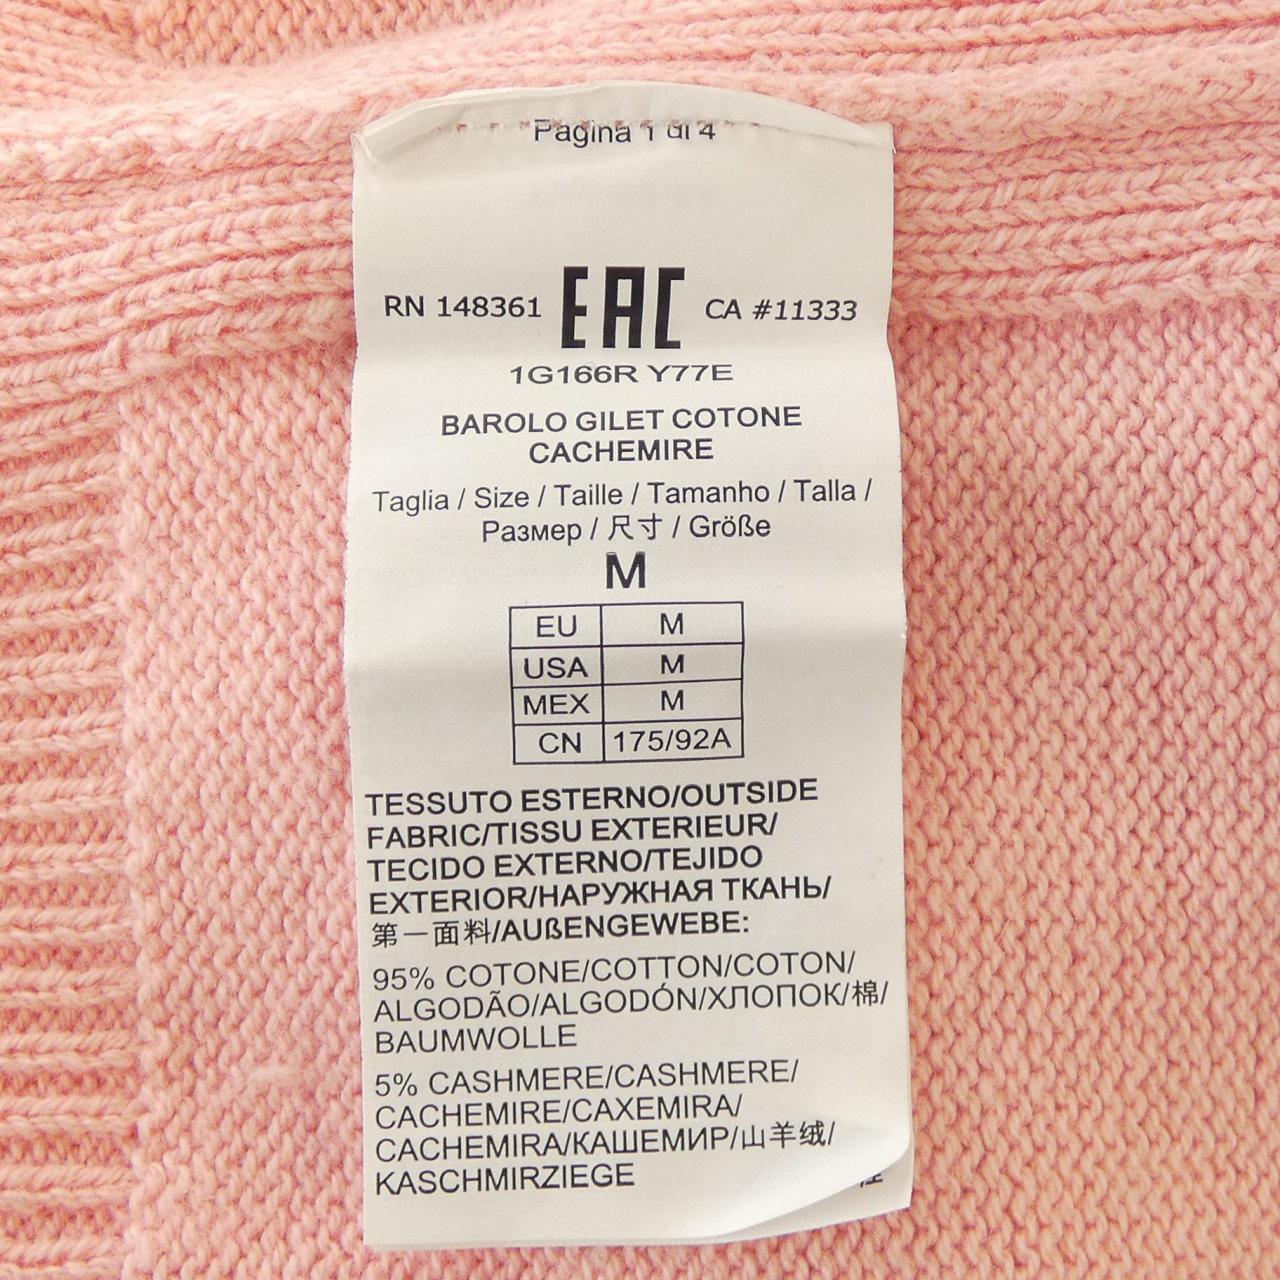 Pagina 1 di 4
RN 148361 EAC CA #11333
1G166R Y77E
BAROLO GILET COTONE
CACHEMIRE
Taglia / Size / Taille / Tamanho / Talla /
Размер / 尺寸 / Größe
M
EU M
USA M
MEX M
CN 175/92A
TESSUTO ESTERNO/OUTSIDE
FABRIC/TISSU EXTERIEUR/
TECIDO EXTERNO/TEJIDO
EXTERIOR/НАРУЖНАЯ ТКАНЬ/
第一面料/AUßENGEWEBE:
95% COTONE/COTTON/COTON/
ALGODÃO/ALGODÓN/ХЛОПОК/棉/
BAUMWOLLE
5% CASHMERE/CASHMERE/
CACHEMIRE/CAXEMIRA/
CACHEMIRA/КАШЕМИР/山羊绒/
KASCHMIRZIEGE